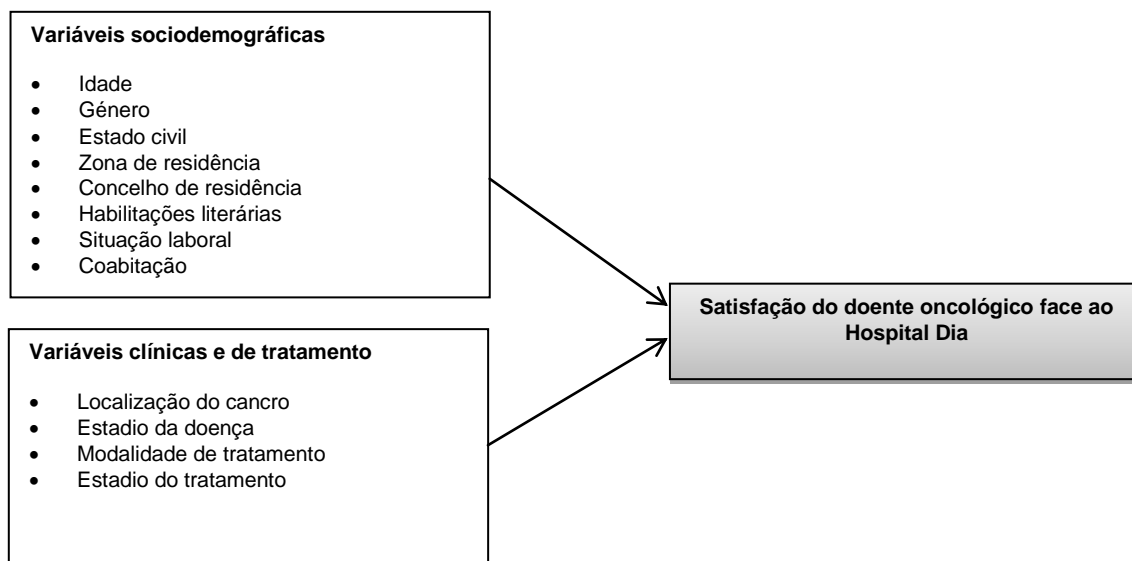 Variáveis sociodemográficas
• Idade
• Género
• Estado civil
• Zona de residência
• Concelho de residência
• Habilitações literárias
• Situação laboral
• Coabitação
Satisfação do doente oncológico face ao
Hospital Dia
Variáveis clínicas e de tratamento
• Localização do cancro
• Estadio da doença
• Modalidade de tratamento
• Estadio do tratamento